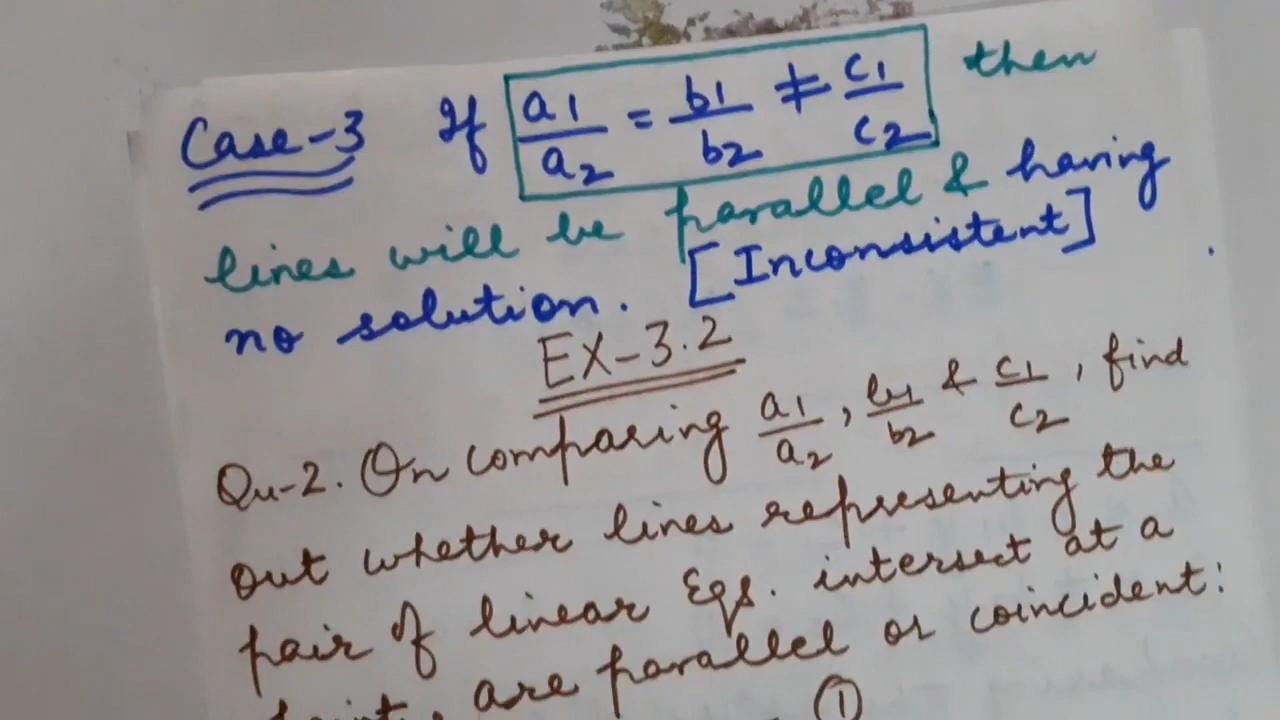 Case-3 If a1/a2 = b1/b2 ≠ c1/c2 then
lines will be parallel & having
no solution. [Inconsistent]
EX-3.2
Qu-2. On comparing a1/a2, b1/b2 & c1/c2, find
out whether lines representing the
pair of linear Eqs. intersect at a
point, are parallel or coincident:
①